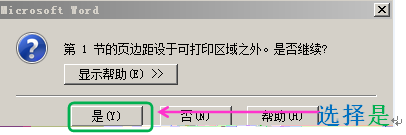 Microsoft Word
第 1 节的页边距设于可打印区域之外。是否继续?
显示帮助(E) >>
是(Y) 否(N) 帮助(H) 选择是